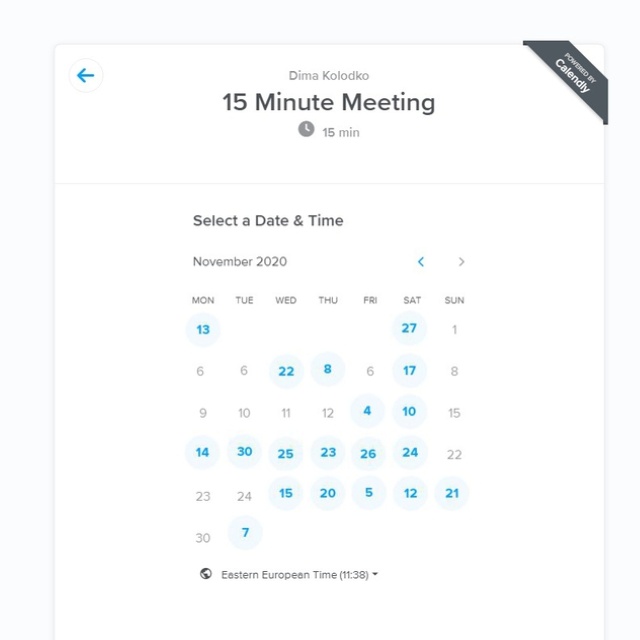 POWERED BY
Calendly
Dima Kolodko
15 Minute Meeting
15 min
Select a Date & Time
November 2020
MON TUE WED THU FRI SAT SUN
13 27 1
6 6 22 8 6 17 8
9 10 11 12 4 10 15
14 30 25 23 26 24 22
23 24 15 20 5 12 21
30 7
Eastern European Time (11:38)